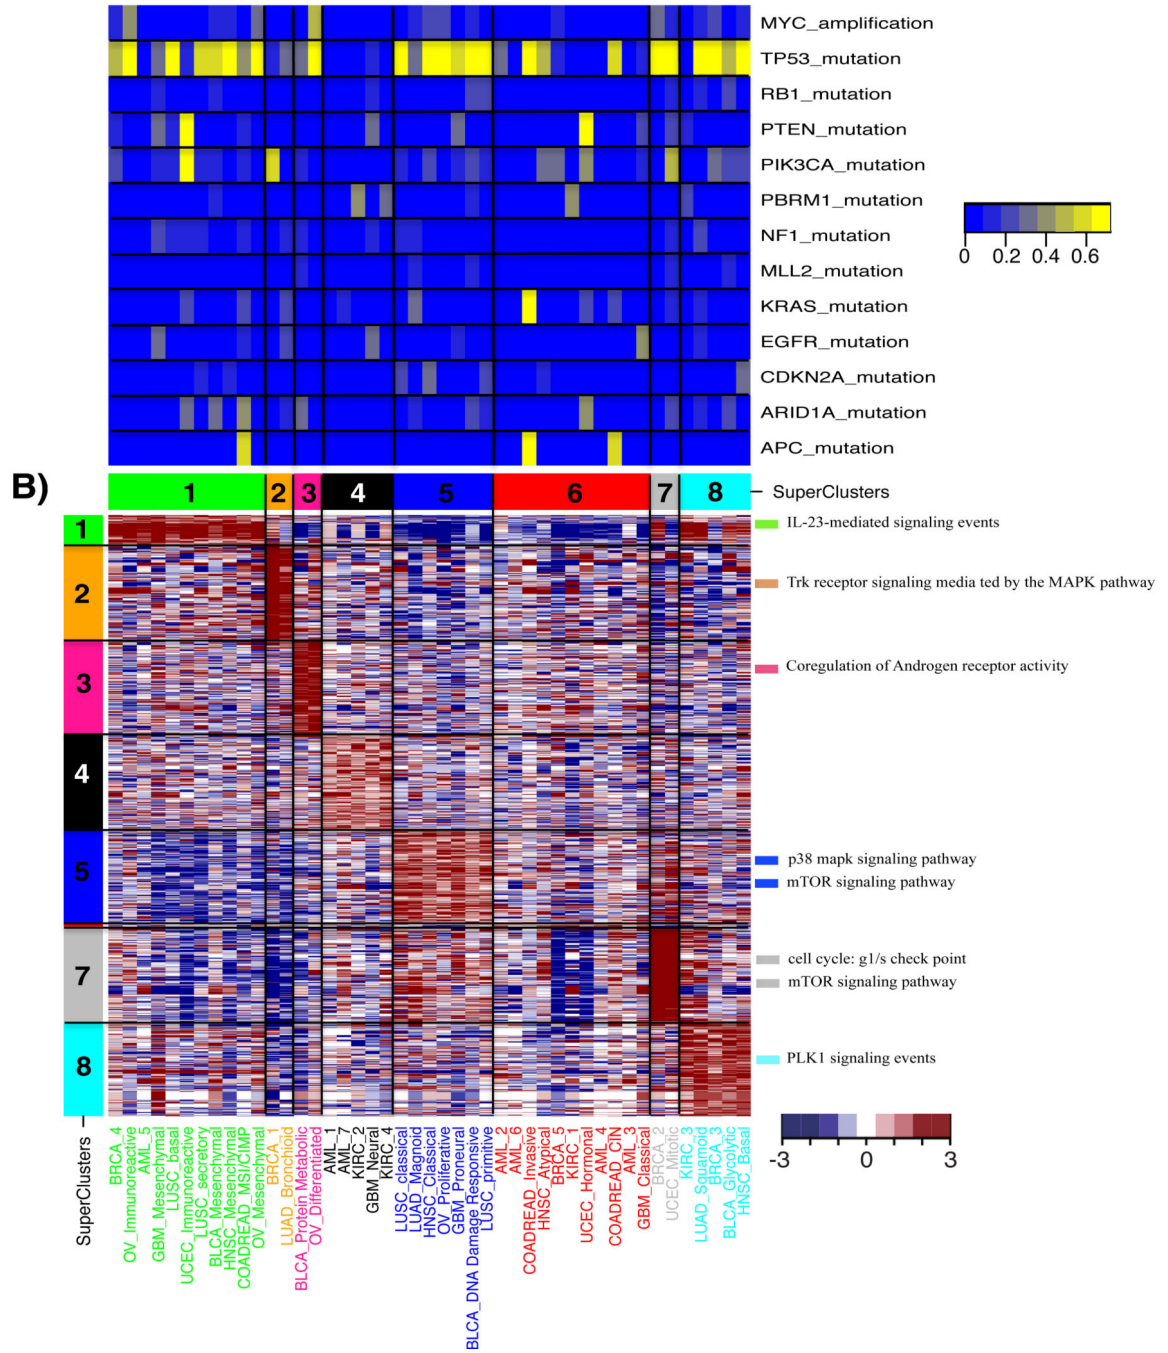 MYC_amplification
TP53_mutation
RB1_mutation
PTEN_mutation
PIK3CA_mutation
PBRM1_mutation
NF1_mutation
MLL2_mutation
KRAS_mutation
EGFR_mutation
CDKN2A_mutation
ARID1A_mutation
APC_mutation
0 0.2 0.4 0.6
B)
1 2 3 4 5 6 7 8
SuperClusters
1
2
3
4
5
7
8
IL-23-mediated signaling events
Trk receptor signaling media ted by the MAPK pathway
Coregulation of Androgen receptor activity
p38 mapk signaling pathway
mTOR signaling pathway
cell cycle: g1/s check point
mTOR signaling pathway
PLK1 signaling events
-3 0 3
SuperClusters
BRCA_4
OV_Immunoreactive
AML_5
GBM_Mesenchymal
LUSC_basal
UCEC_Immunoreactive
LUSC_secretory
BLCA_Mesenchymal
HNSC_Mesenchymal
COADREAD_MSI/CIMP
OV_Mesenchymal
BRCA_1
LUAD_Bronchioid
BLCA_Protein Metabolic
OV_Differentiated
AML_1
AML_7
KIRC_2
GBM_Neural
KIRC_4
LUSC_classical
LUAD_Magnoid
HNSC_Classical
OV_Proliferative
GBM_Proneural
BLCA_DNA Damage Responsive
LUSC_primitive
AML_2
AML_6
COADREAD_Invasive
HNSC_Atypical
BRCA_5
KIRC_1
UCEC_Hormonal
AML_4
COADREAD_CIN
AML_3
GBM_Classical
BRCA_2
UCEC_Mitotic
KIRC_3
LUAD_Squamoid
BRCA_3
BLCA_Glycolytic
HNSC_Basal